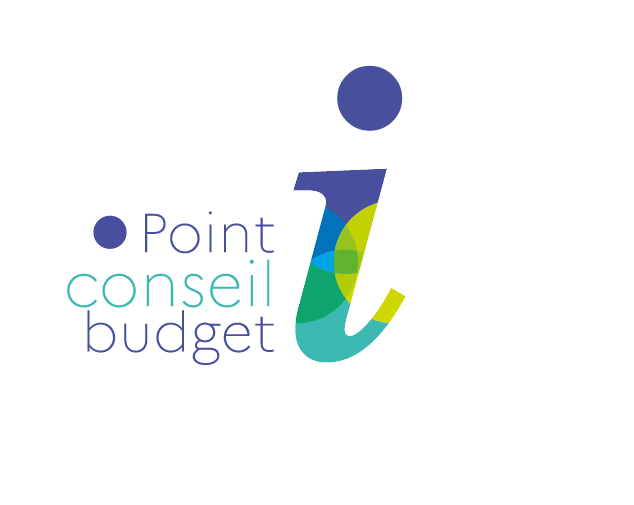 Point
conseil
budget
i